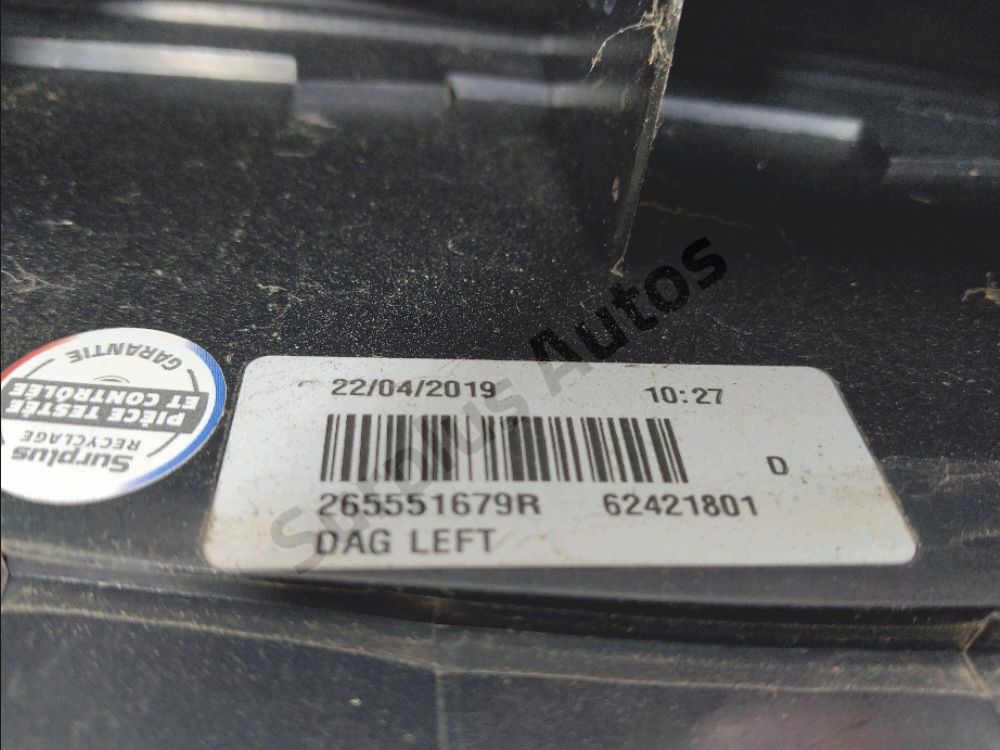 22/04/2019 10:27
D
265551679R 62421801
DAG LEFT
Surplus
RECYCLAGE
PIÈCE TESTÉE
ET CONTRÔLÉE
GARANTIE
Surplus Autos